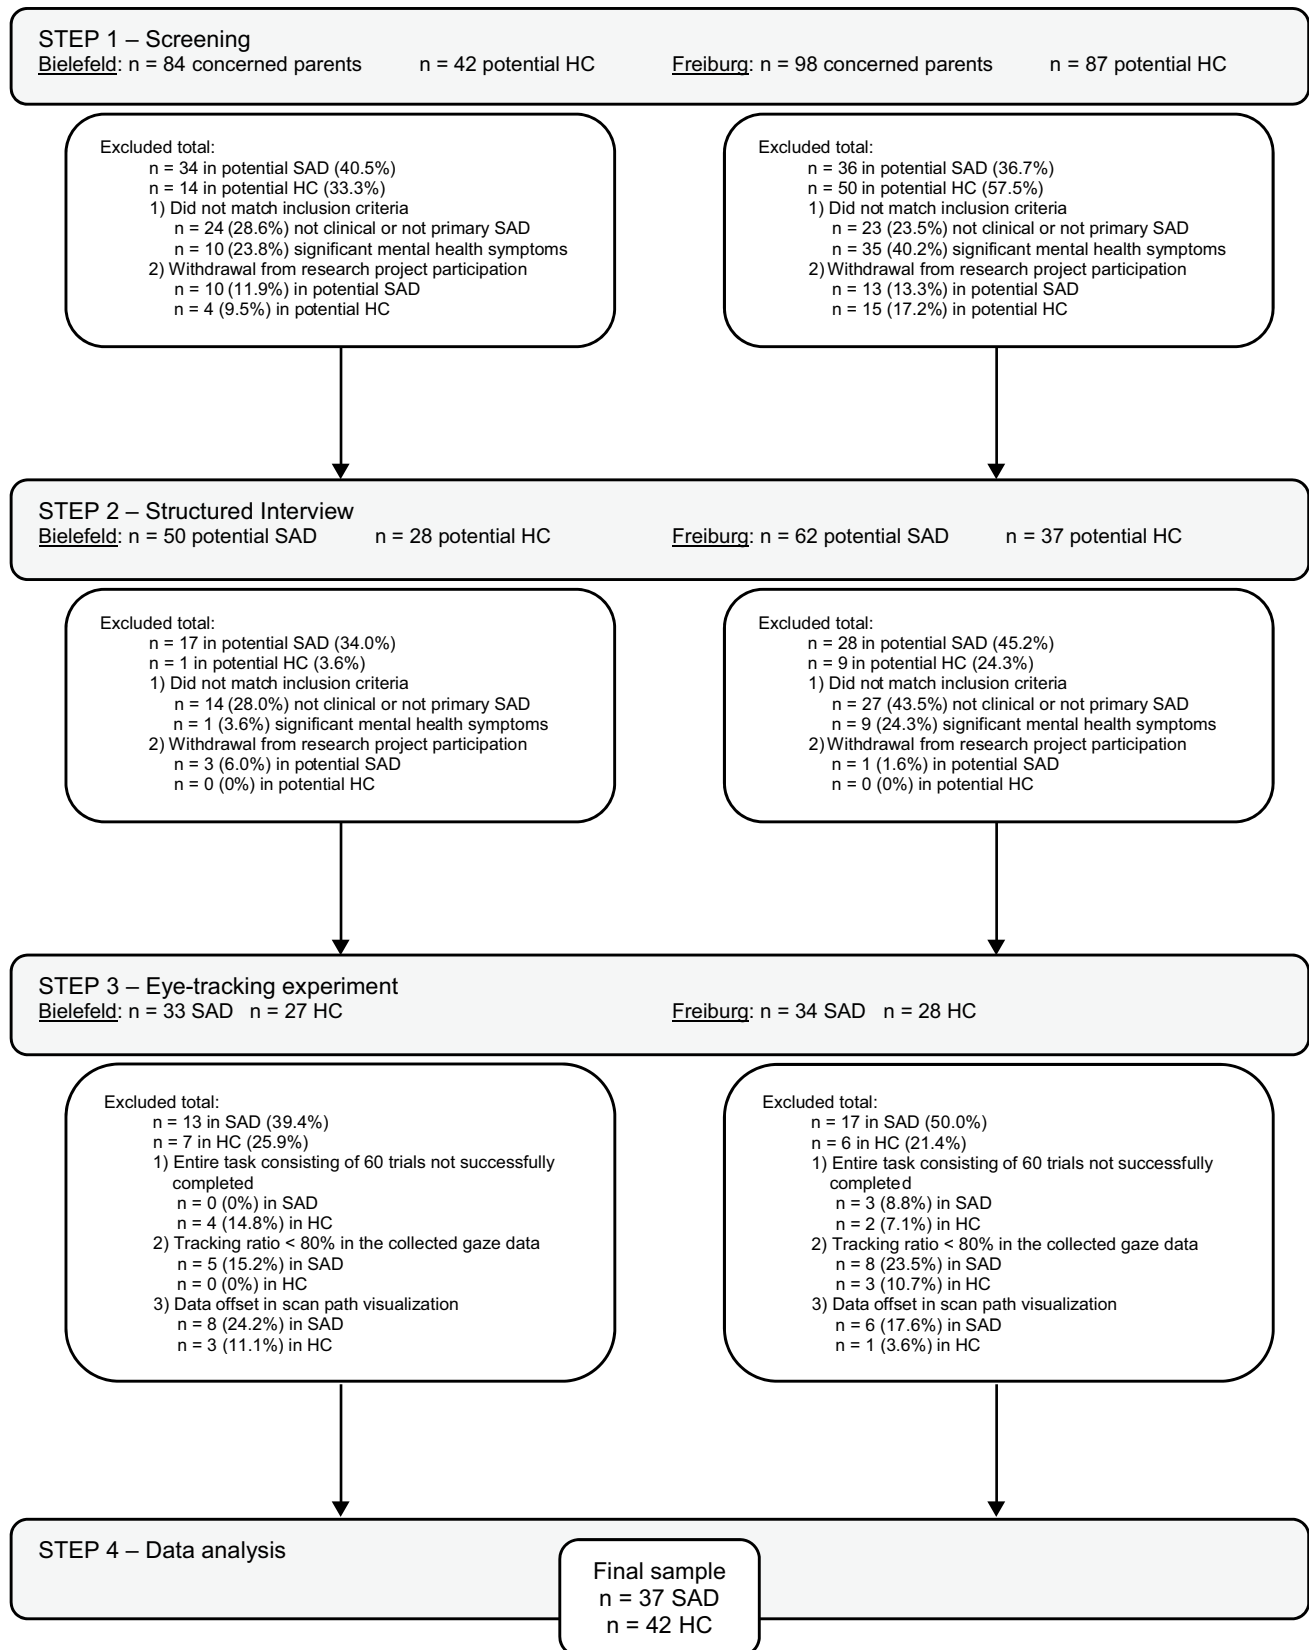 STEP 1 – Screening
Bielefeld: n = 84 concerned parents n = 42 potential HC Freiburg: n = 98 concerned parents n = 87 potential HC
Excluded total:
n = 34 in potential SAD (40.5%)
n = 14 in potential HC (33.3%)
1) Did not match inclusion criteria
n = 24 (28.6%) not clinical or not primary SAD
n = 10 (23.8%) significant mental health symptoms
2) Withdrawal from research project participation
n = 10 (11.9%) in potential SAD
n = 4 (9.5%) in potential HC
Excluded total:
n = 36 in potential SAD (36.7%)
n = 50 in potential HC (57.5%)
1) Did not match inclusion criteria
n = 23 (23.5%) not clinical or not primary SAD
n = 35 (40.2%) significant mental health symptoms
2) Withdrawal from research project participation
n = 13 (13.3%) in potential SAD
n = 15 (17.2%) in potential HC
STEP 2 – Structured Interview
Bielefeld: n = 50 potential SAD n = 28 potential HC Freiburg: n = 62 potential SAD n = 37 potential HC
Excluded total:
n = 17 in potential SAD (34.0%)
n = 1 in potential HC (3.6%)
1) Did not match inclusion criteria
n = 14 (28.0%) not clinical or not primary SAD
n = 1 (3.6%) significant mental health symptoms
2) Withdrawal from research project participation
n = 3 (6.0%) in potential SAD
n = 0 (0%) in potential HC
Excluded total:
n = 28 in potential SAD (45.2%)
n = 9 in potential HC (24.3%)
1) Did not match inclusion criteria
n = 27 (43.5%) not clinical or not primary SAD
n = 9 (24.3%) significant mental health symptoms
2) Withdrawal from research project participation
n = 1 (1.6%) in potential SAD
n = 0 (0%) in potential HC
STEP 3 – Eye-tracking experiment
Bielefeld: n = 33 SAD n = 27 HC Freiburg: n = 34 SAD n = 28 HC
Excluded total:
n = 13 in SAD (39.4%)
n = 7 in HC (25.9%)
1) Entire task consisting of 60 trials not successfully
completed
n = 0 (0%) in SAD
n = 4 (14.8%) in HC
2) Tracking ratio < 80% in the collected gaze data
n = 5 (15.2%) in SAD
n = 0 (0%) in HC
3) Data offset in scan path visualization
n = 8 (24.2%) in SAD
n = 3 (11.1%) in HC
Excluded total:
n = 17 in SAD (50.0%)
n = 6 in HC (21.4%)
1) Entire task consisting of 60 trials not successfully
completed
n = 3 (8.8%) in SAD
n = 2 (7.1%) in HC
2) Tracking ratio < 80% in the collected gaze data
n = 8 (23.5%) in SAD
n = 3 (10.7%) in HC
3) Data offset in scan path visualization
n = 6 (17.6%) in SAD
n = 1 (3.6%) in HC
STEP 4 – Data analysis
Final sample
n = 37 SAD
n = 42 HC